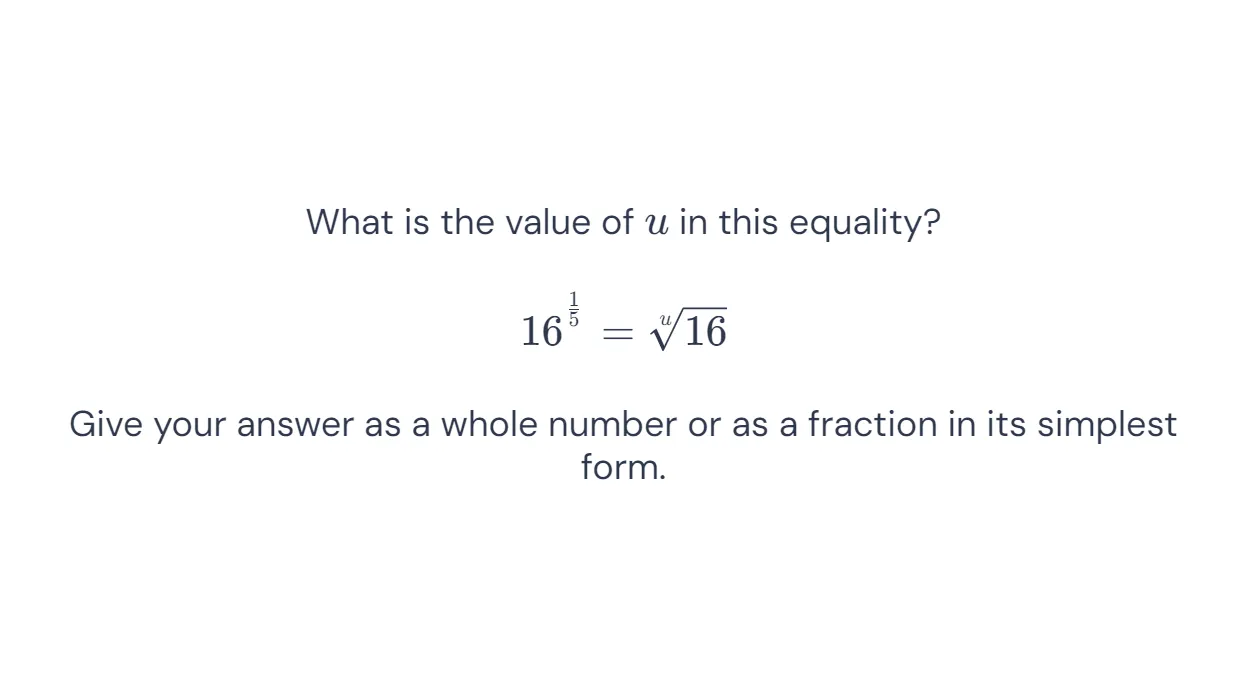 What is the value of u in this equality?
16^{\frac{1}{5}} = \sqrt[u]{16}
Give your answer as a whole number or as a fraction in its simplest
form.